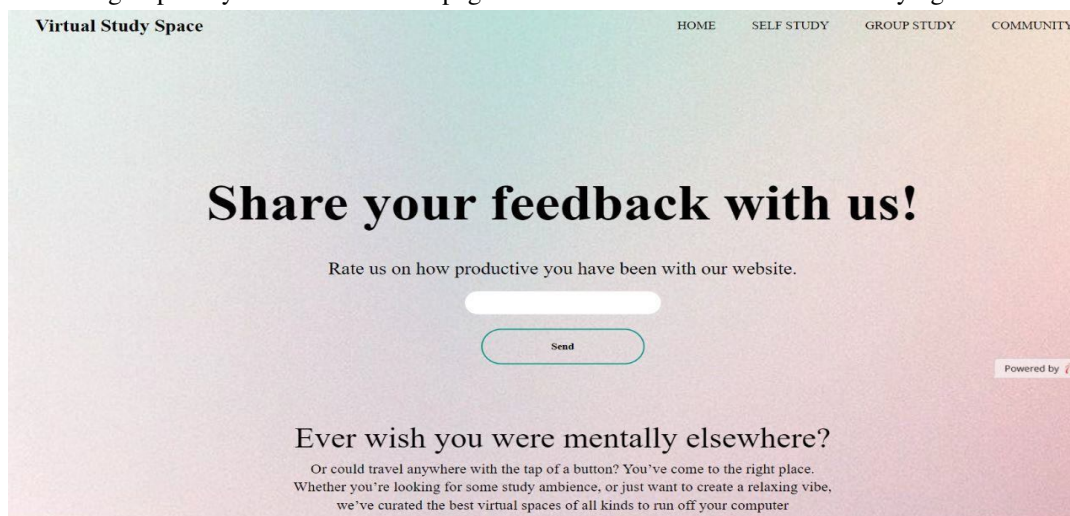 Virtual Study Space
HOME SELF STUDY GROUP STUDY COMMUNITY
Share your feedback with us!
Rate us on how productive you have been with our website.
Send
Powered by
Ever wish you were mentally elsewhere?
Or could travel anywhere with the tap of a button? You've come to the right place.
Whether you're looking for some study ambience, or just want to create a relaxing vibe,
we've curated the best virtual spaces of all kinds to run off your computer